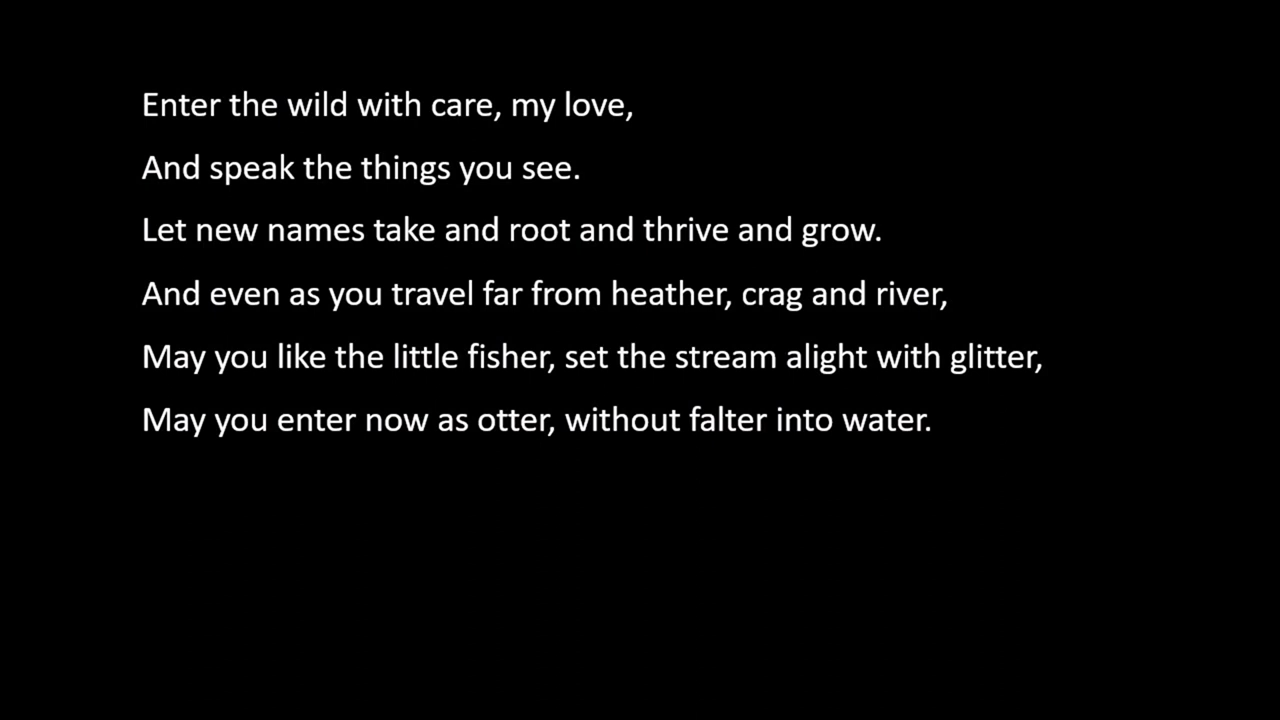 Enter the wild with care, my love,
And speak the things you see.
Let new names take and root and thrive and grow.
And even as you travel far from heather, crag and river,
May you like the little fisher, set the stream alight with glitter,
May you enter now as otter, without falter into water.